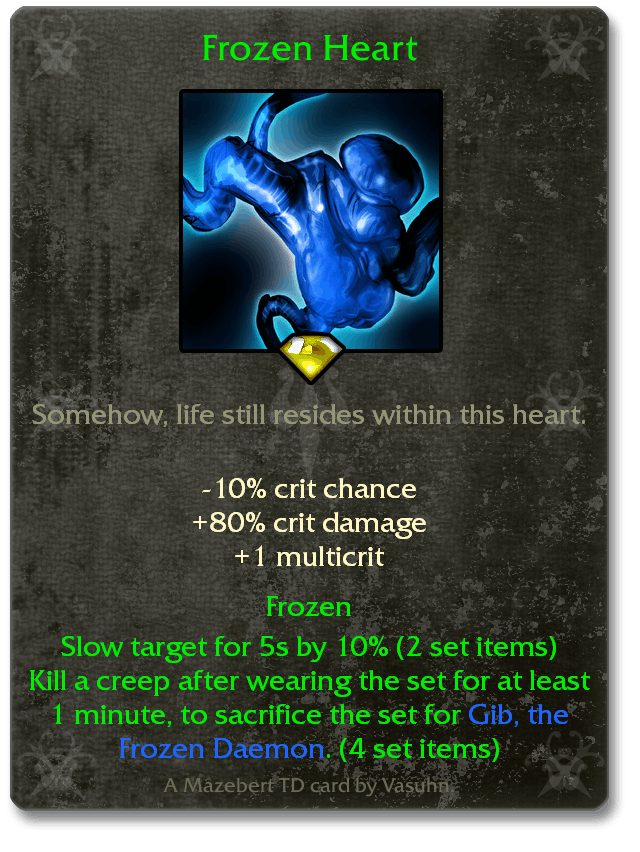 Frozen Heart
Somehow, life still resides within this heart.
-10% crit chance
+80% crit damage
+1 multicrit
Frozen
Slow target for 5s by 10% (2 set items)
Kill a creep after wearing the set for at least
1 minute, to sacrifice the set for Gib, the
Frozen Daemon. (4 set items)
A Mazebert TD card by Vasuhn.